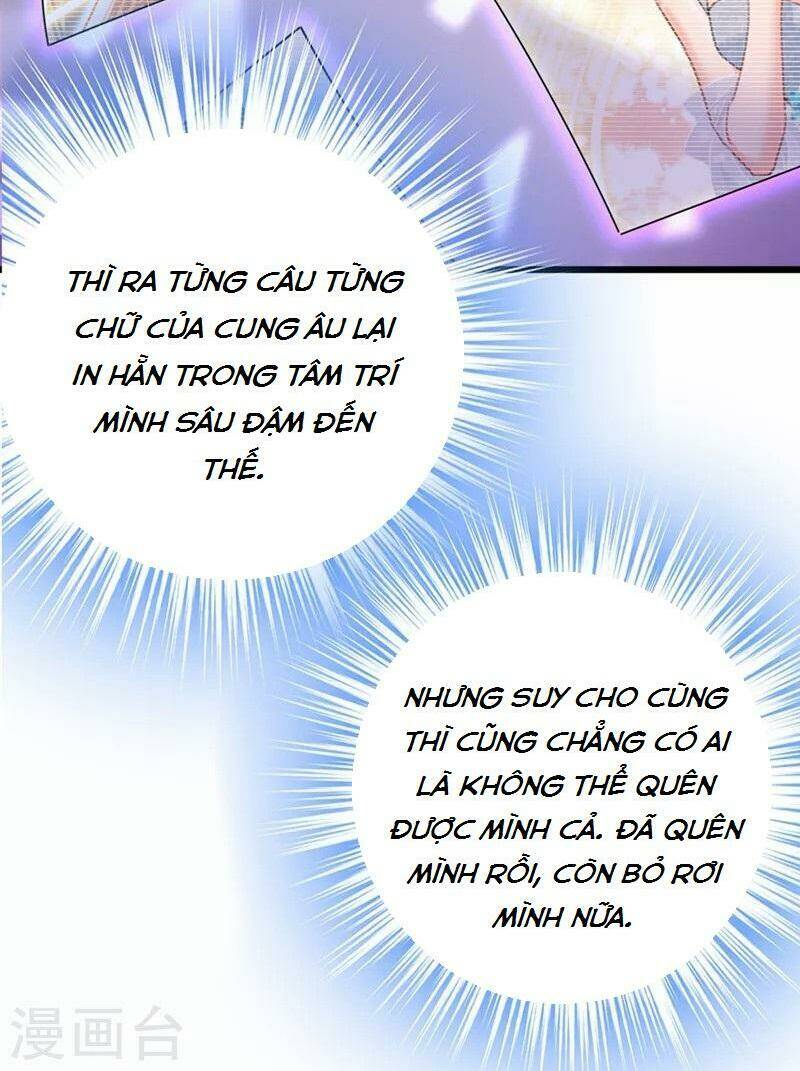 THÌ RA TỪNG CÂU TỪNG
CHỮ CỦA CUNG ÂU LẠI
IN HẰN TRONG TÂM TRÍ
MÌNH SÂU ĐẬM ĐẾN
THẾ.
NHƯNG SUY CHO CÙNG
THÌ CŨNG CHẲNG CÓ AI
LÀ KHÔNG THỂ QUÊN
ĐƯỢC MÌNH CẢ. ĐÃ QUÊN
MÌNH RỒI, CÒN BỎ RƠI
MÌNH NỮA.
漫画台